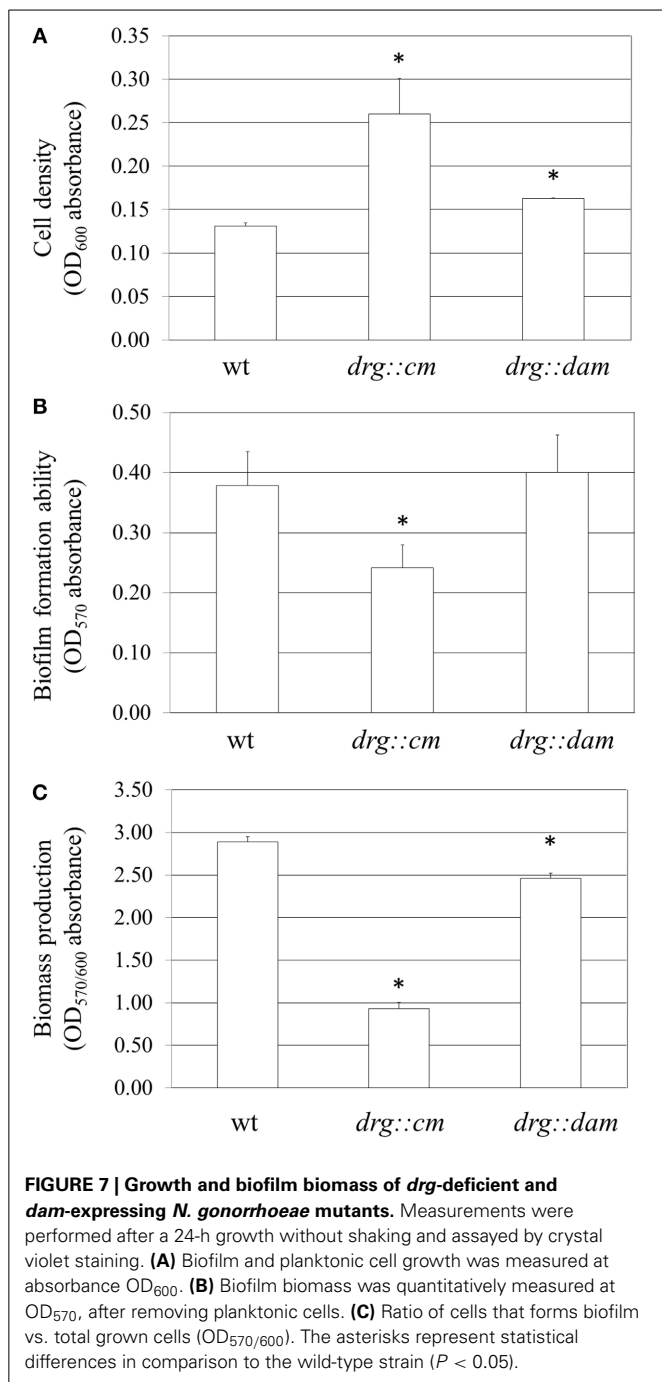 A
Cell density
(OD600 absorbance)
0.35
0.30
0.25
0.20
0.15
0.10
0.05
0.00
*
*
wt
drg::cm
drg::dam
B
Biofilm formation ability
(OD570 absorbance)
0.50
0.40
0.30
0.20
0.10
0.00
*
wt
drg::cm
drg::dam
C
Biomass production
(OD570/600 absorbance)
3.50
3.00
2.50
2.00
1.50
1.00
0.50
0.00
*
*
wt
drg::cm
drg::dam
FIGURE 7 | Growth and biofilm biomass of drg-deficient and
dam-expressing N. gonorrhoeae mutants. Measurements were
performed after a 24-h growth without shaking and assayed by crystal
violet staining. (A) Biofilm and planktonic cell growth was measured at
absorbance OD600. (B) Biofilm biomass was quantitatively measured at
OD570, after removing planktonic cells. (C) Ratio of cells that forms biofilm
vs. total grown cells (OD570/600). The asterisks represent statistical
differences in comparison to the wild-type strain (P < 0.05).